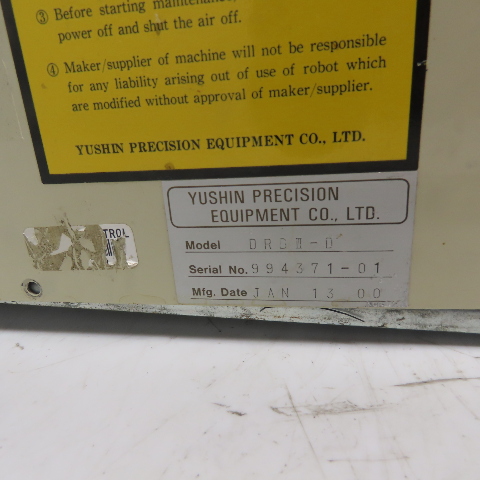 ③ Before starting maintenance,
power off and shut the air off.
④ Maker/supplier of machine will not be responsible
for any liability arising out of use of robot which
are modified without approval of maker/supplier.
YUSHIN PRECISION EQUIPMENT CO., LTD.
YUSHIN PRECISION
EQUIPMENT CO., LTD.
TROL
Model
Serial No. 994371-01
Mfg. Date JAN 13 00